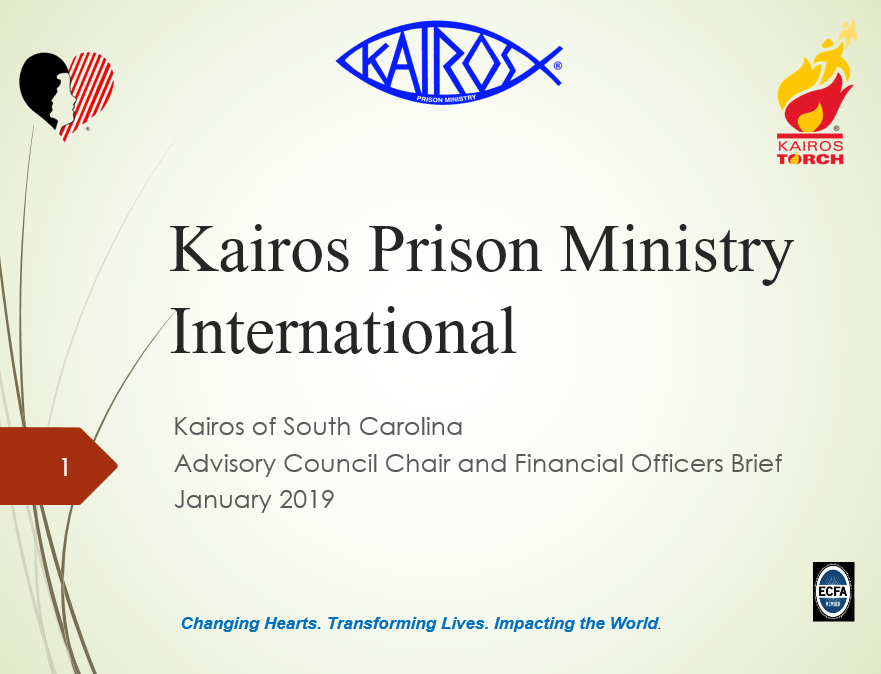 KAIROS
®
PRISON MINISTRY
®
®
KAIROS
TORCH
Kairos Prison Ministry
International
Kairos of South Carolina
Advisory Council Chair and Financial Officers Brief
January 2019
1
ECFA
MEMBER
Changing Hearts. Transforming Lives. Impacting the World.